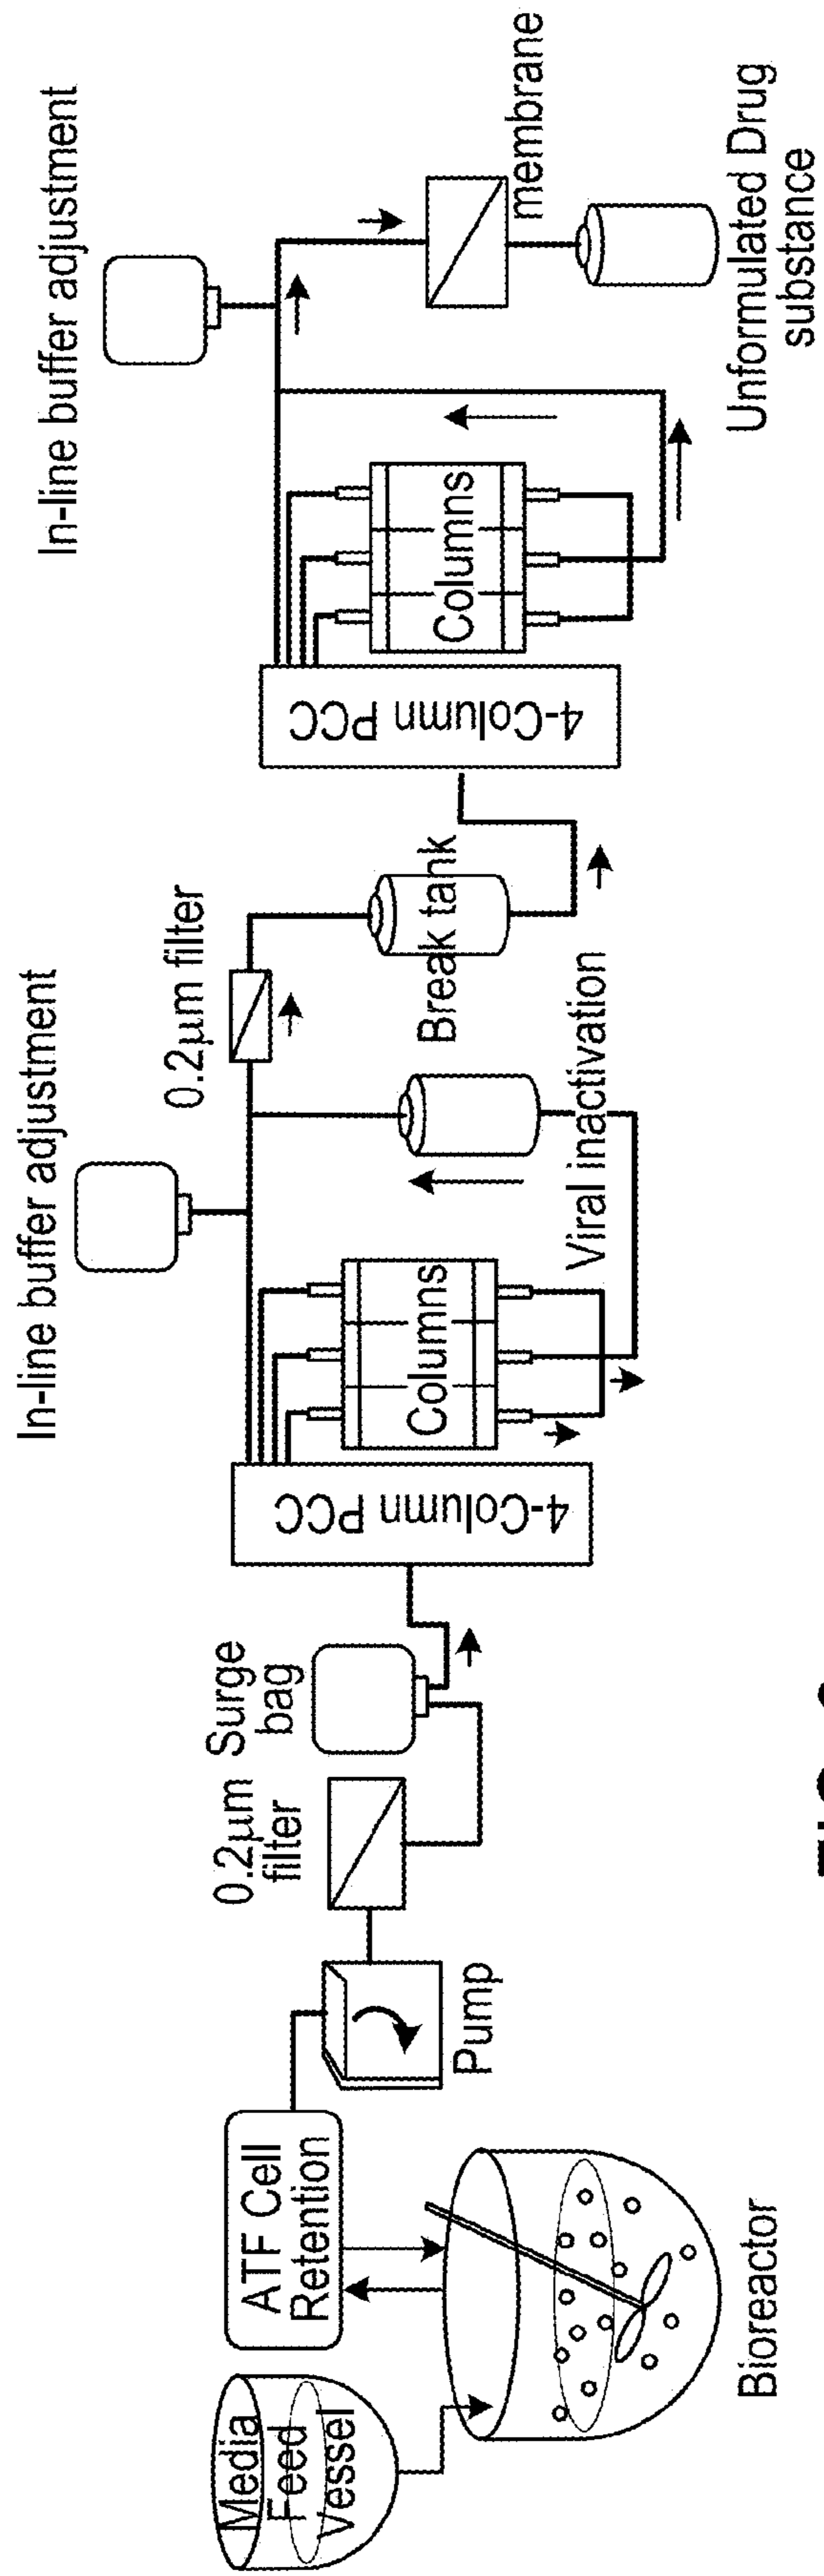 Media
Feed
Vessel
ATF Cell
Retention
Bioreactor
Pump
0.2µm
filter
Surge
bag
4-Column PCC
Columns
In-line buffer adjustment
Viral inactivation
0.2µm filter
Break tank
4-Column PCC
Columns
In-line buffer adjustment
membrane
Unformulated Drug
substance